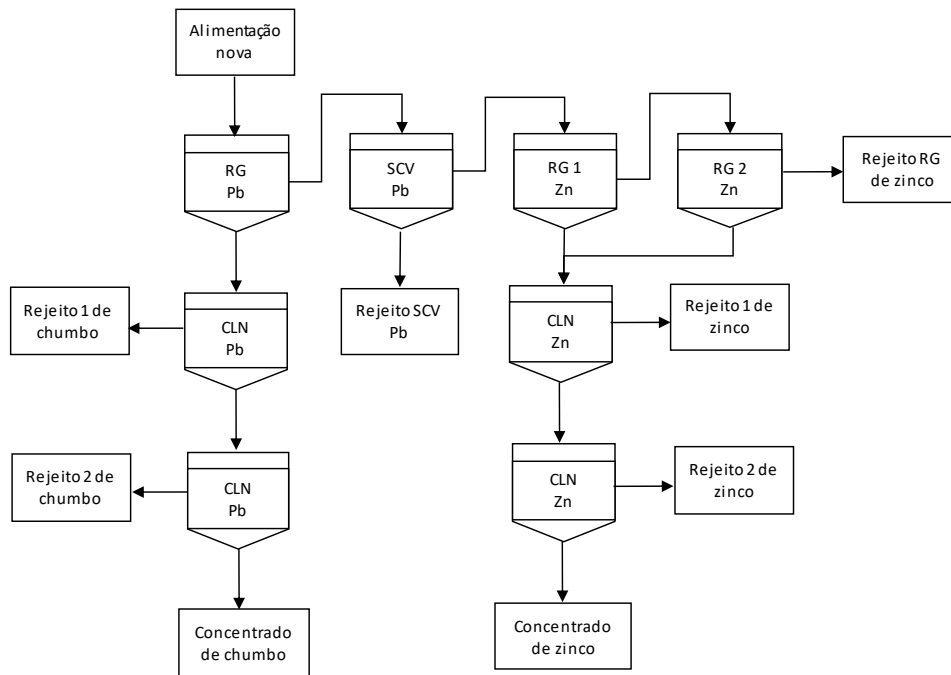 Alimentação
nova
RG
Pb
SCV
Pb
RG 1
Zn
RG 2
Zn
Rejeito RG
de zinco
Rejeito 1 de
chumbo
CLN
Pb
Rejeito SCV
Pb
CLN
Zn
Rejeito 1 de
zinco
Rejeito 2 de
chumbo
CLN
Pb
CLN
Zn
Rejeito 2 de
zinco
Concentrado
de chumbo
Concentrado
de zinco